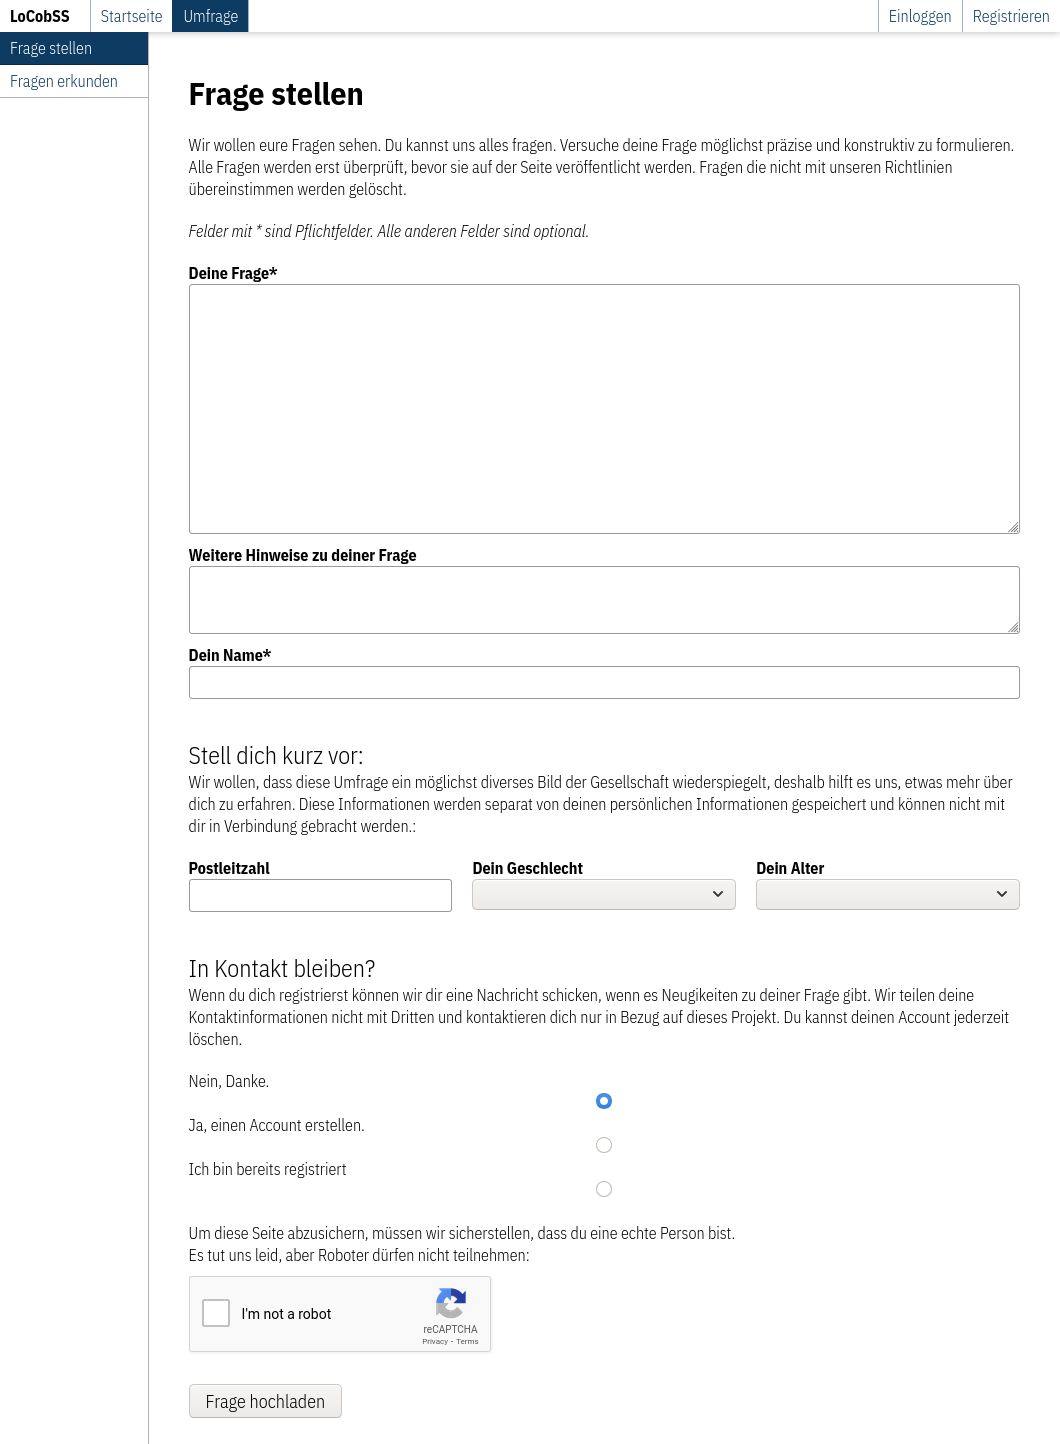 LoCobSS Startseite Umfrage Einloggen Registrieren
Frage stellen
Fragen erkunden
Frage stellen
Wir wollen eure Fragen sehen. Du kannst uns alles fragen. Versuche deine Frage möglichst präzise und konstruktiv zu formulieren.
Alle Fragen werden erst überprüft, bevor sie auf der Seite veröffentlicht werden. Fragen die nicht mit unseren Richtlinien
übereinstimmen werden gelöscht.
Felder mit * sind Pflichtfelder. Alle anderen Felder sind optional.
Deine Frage*
Weitere Hinweise zu deiner Frage
Dein Name*
Stell dich kurz vor:
Wir wollen, dass diese Umfrage ein möglichst diverses Bild der Gesellschaft wiederspiegelt, deshalb hilft es uns, etwas mehr über
dich zu erfahren. Diese Informationen werden separat von deinen persönlichen Informationen gespeichert und können nicht mit
dir in Verbindung gebracht werden.:
Postleitzahl Dein Geschlecht Dein Alter
In Kontakt bleiben?
Wenn du dich registrierst können wir dir eine Nachricht schicken, wenn es Neugikeiten zu deiner Frage gibt. Wir teilen deine
Kontaktinformationen nicht mit Dritten und kontaktieren dich nur in Bezug auf dieses Projekt. Du kannst deinen Account jederzeit
löschen.
Nein, Danke.
Ja, einen Account erstellen.
Ich bin bereits registriert
Um diese Seite abzusichern, müssen wir sicherstellen, dass du eine echte Person bist.
Es tut uns leid, aber Roboter dürfen nicht teilnehmen:
I'm not a robot
reCAPTCHA
Privacy - Terms
Frage hochladen